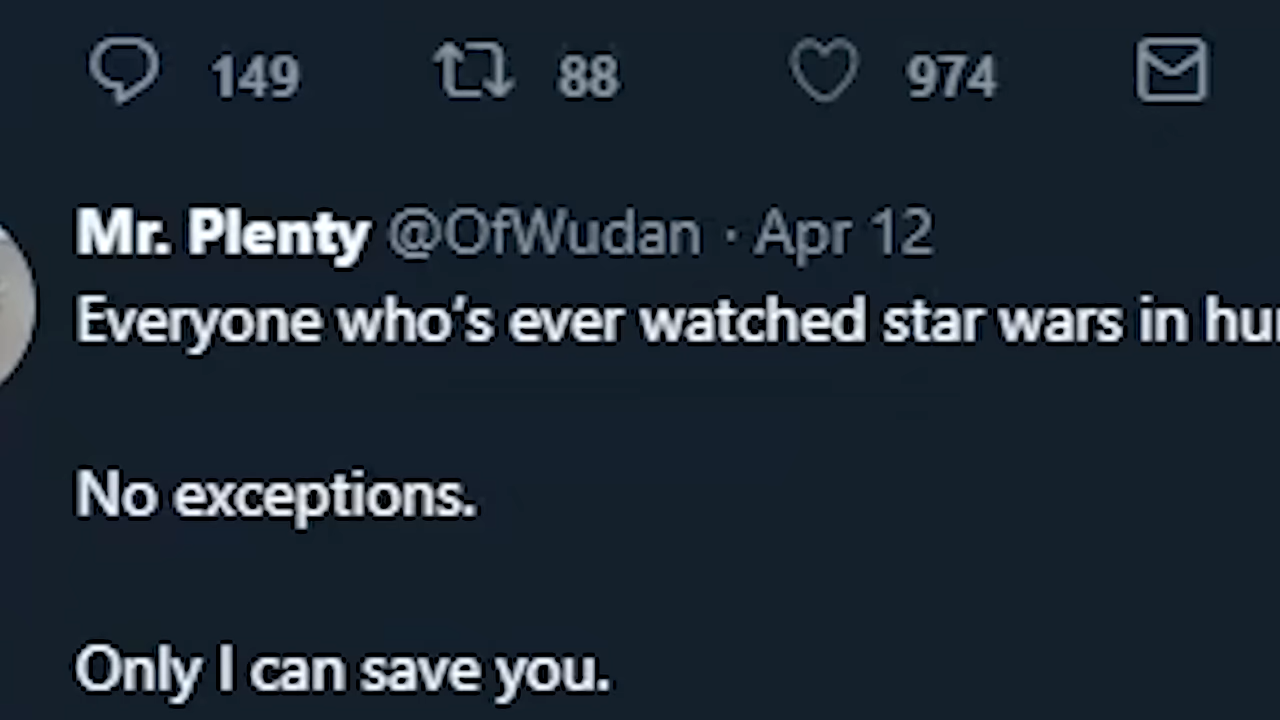 149 88 974
Mr. Plenty @OfWudan · Apr 12
Everyone who's ever watched star wars in
No exceptions.
Only I can save you.